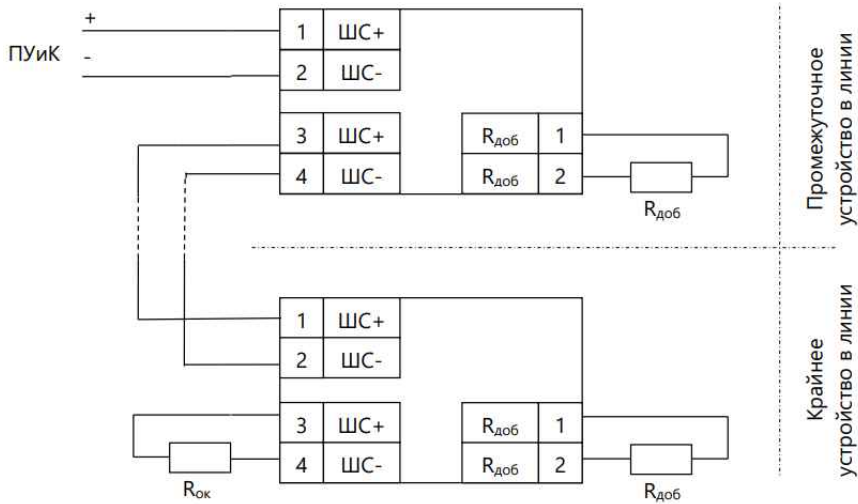 +
ПУиК
-
1 ШС+
2 ШС-
3 ШС+
4 ШС-
Rдоб 1
Rдоб 2
Rдоб
Промежуточное
устройство в линии
1 ШС+
2 ШС-
3 ШС+
4 ШС-
Rок
Rдоб 1
Rдоб 2
Rдоб
Крайнее
устройство в линии